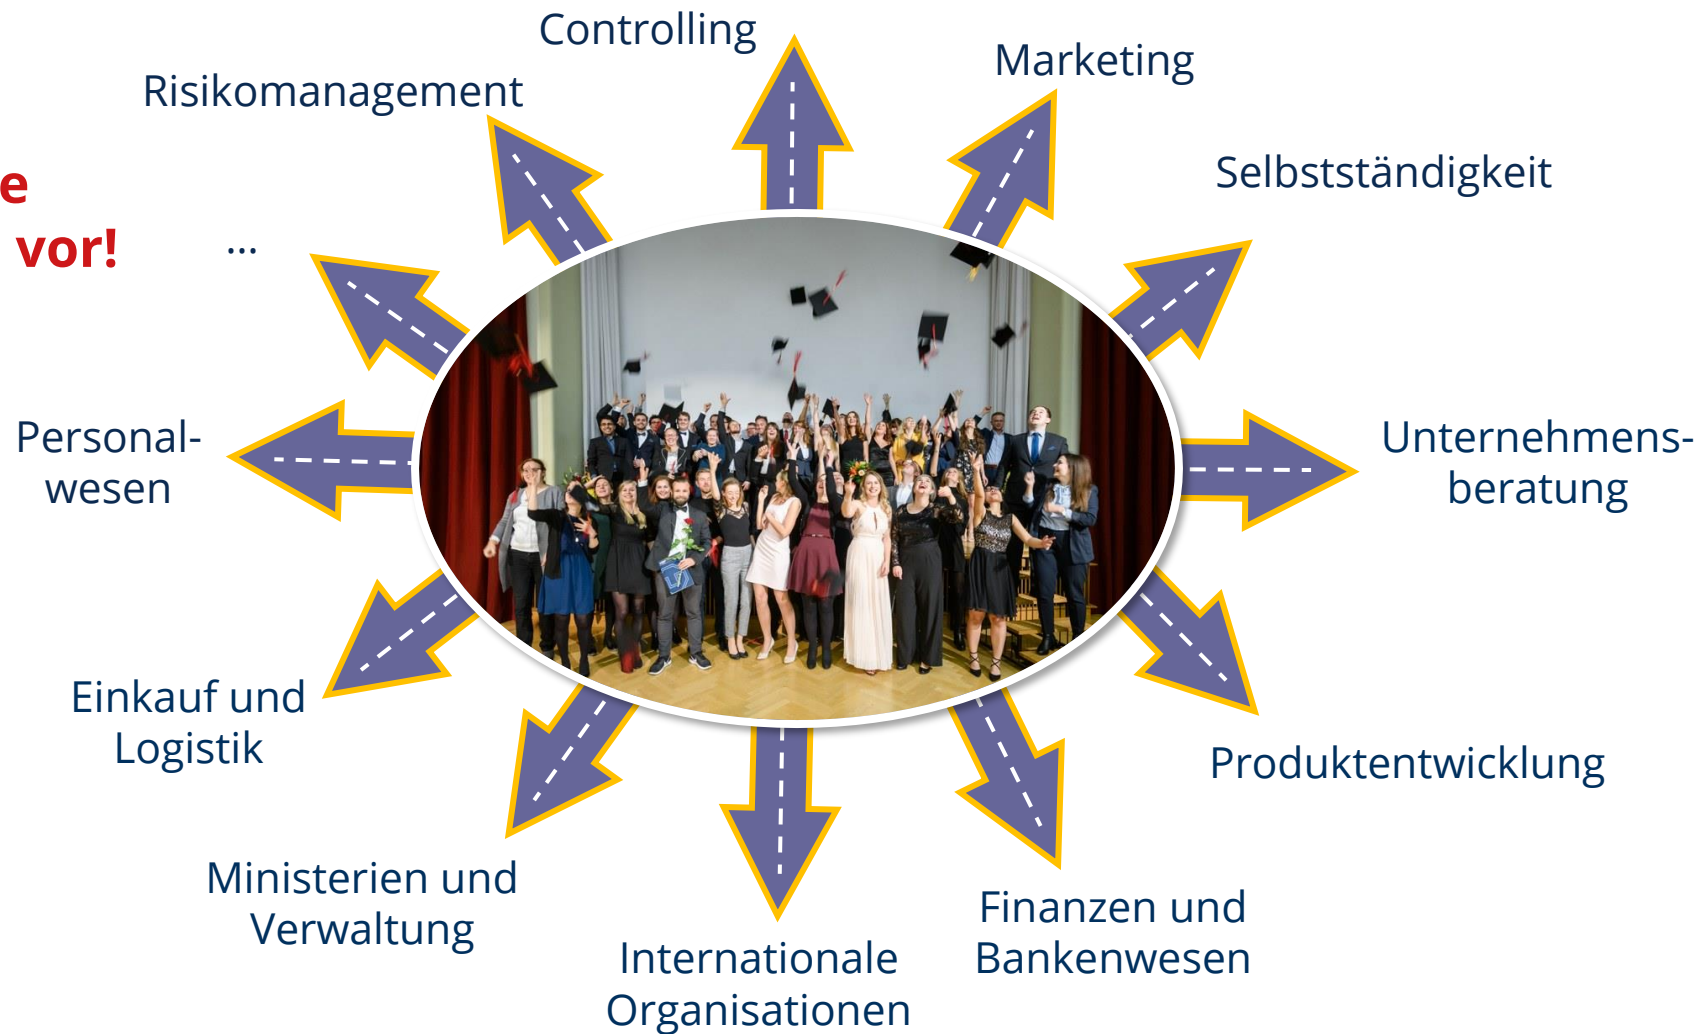 Controlling
Marketing
Risikomanagement
Selbstständigkeit
e
vor!
...
Personal-
wesen
Unternehmens-
beratung
Einkauf und
Logistik
Produktentwicklung
Ministerien und
Verwaltung
Finanzen und
Bankenwesen
Internationale
Organisationen